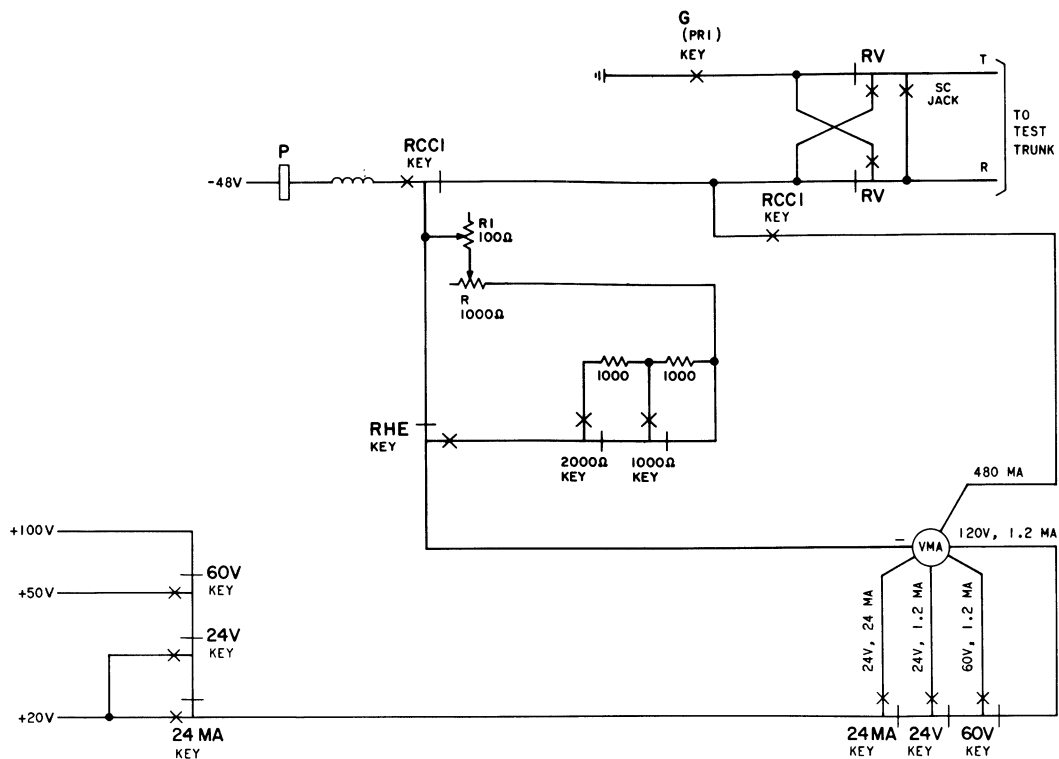 G
(PR1)
KEY
RV
T
SC
JACK
TO
TEST
TRUNK
P
RCC1
KEY
-48V
R
RV
RCC1
KEY
R1
100Ω
R
1000Ω
1000
1000
RHE
KEY
2000Ω
KEY
1000Ω
KEY
480 MA
+100V
120V, 1.2 MA
–
VMA
60V
KEY
+50V
24V
KEY
24V, 24 MA
24V, 1.2 MA
60V, 1.2 MA
+20V
24 MA
KEY
24MA
KEY
24V
KEY
60V
KEY